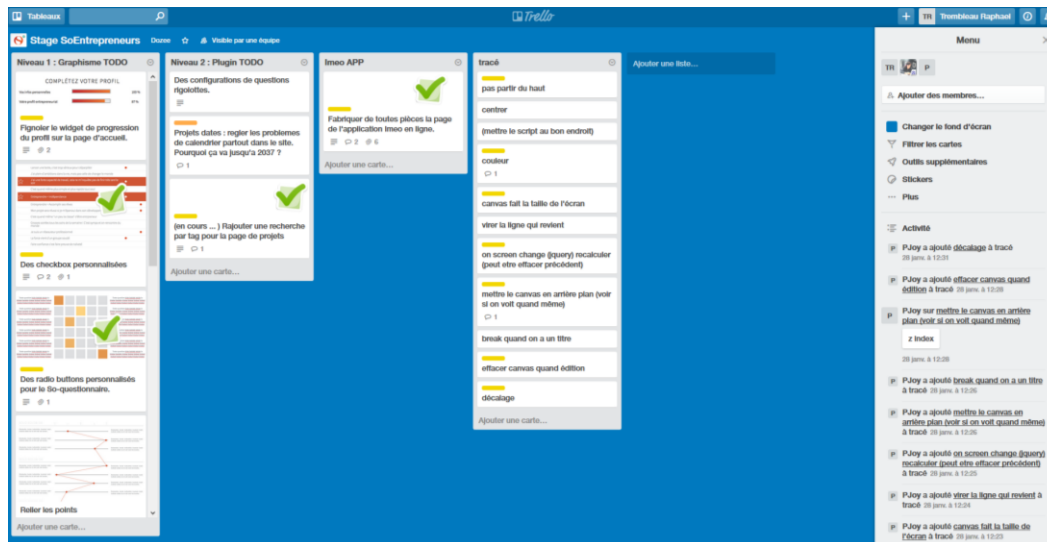 Tableaux
Trello
+
TR Trembleau Raphael
Stage SoEntrepreneurs Dozee Visible par une équipe
Niveau 1 : Graphisme TODO
COMPLÉTEZ VOTRE PROFIL
Fignoler le widget de progression
du profil sur la page d'accueil.
2
Des checkbox personnalisées
2 1
Des radio buttons personnalisés
pour le So-questionnaire.
1
Relier les points
Ajouter une carte...
Niveau 2 : Plugin TODO
Des configurations de questions
rigolottes.
Projets dates : regler les problemes
de calendrier partout dans le site.
Pourquoi ça va jusqu'a 2037 ?
1
(en cours ... ) Rajouter une recherche
par tag pour la page de projets
1
Ajouter une carte...
Imeo APP
Fabriquer de toutes pièces la page
de l'application Imeo en ligne.
2 6
Ajouter une carte...
tracé
pas partir du haut
centrer
(mettre le script au bon endroit)
couleur
1
canvas fait la taille de l'écran
virer la ligne qui revient
on screen change (jquery) recalculer
(peut etre effacer précédent)
mettre le canvas en arrière plan (voir
si on voit quand même)
1
break quand on a un titre
effacer canvas quand édition
décalage
Ajouter une carte...
Ajouter une liste...
Menu
TR P
Ajouter des membres...
Changer le fond d'écran
Filtrer les cartes
Outils supplémentaires
Stickers
Plus
Activité
P PJoy a ajouté décalage à tracé
28 janv. à 12:31
P PJoy a ajouté effacer canvas quand
édition à tracé 28 janv. à 12:28
P PJoy sur mettre le canvas en arrière
plan (voir si on voit quand même)
z index
28 janv. à 12:28
P PJoy a ajouté break quand on a un titre
à tracé 28 janv. à 12:26
P PJoy a ajouté mettre le canvas en
arrière plan (voir si on voit quand même)
à tracé 28 janv. à 12:26
P PJoy a ajouté on screen change (jquery)
recalculer (peut etre effacer précédent)
à tracé 28 janv. à 12:25
P PJoy a ajouté virer la ligne qui revient à
tracé 28 janv. à 12:24
P PJoy a ajouté canvas fait la taille de
l'écran à tracé 28 janv. à 12:23